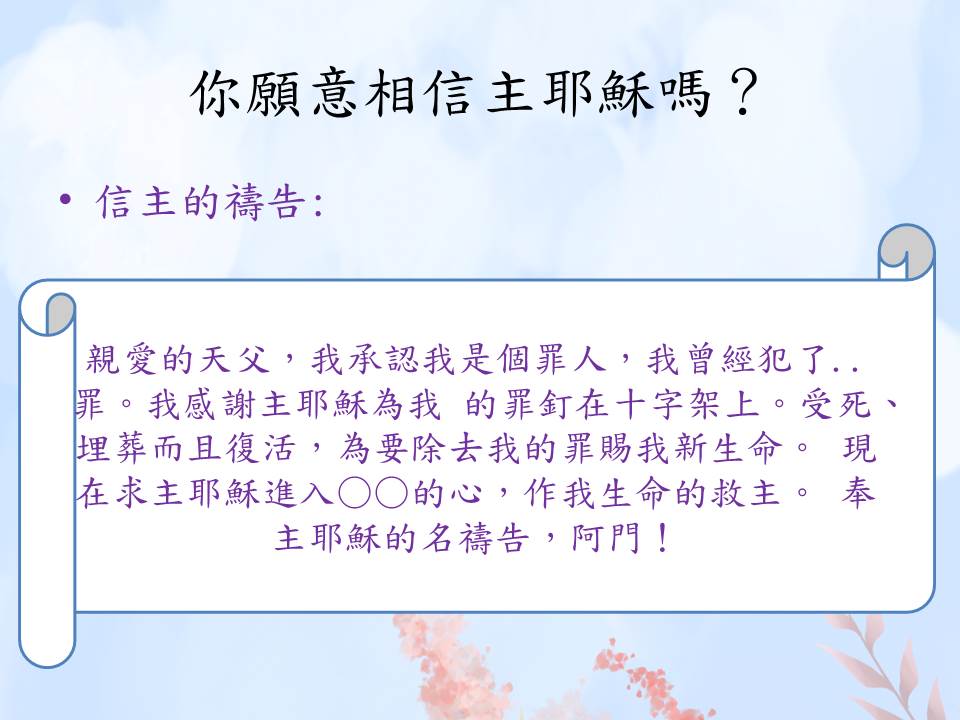 你願意相信主耶穌嗎？
• 信主的禱告:
親愛的天父，我承認我是個罪人，我曾經犯了..
罪。我感謝主耶穌為我 的罪釘在十字架上。受死、
埋葬而且復活，為要除去我的罪賜我新生命。 現
在求主耶穌進入○○的心，作我生命的救主。 奉
主耶穌的名禱告，阿門！